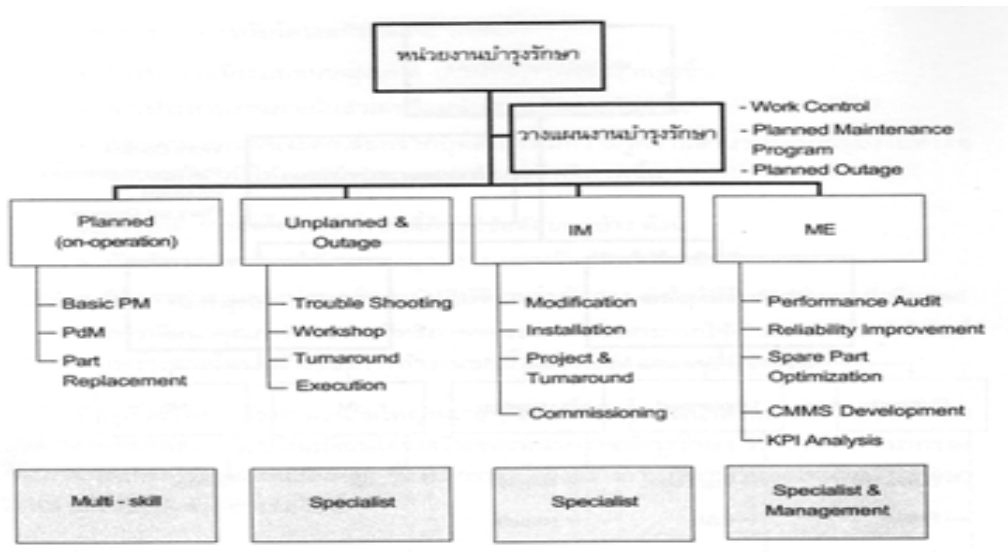 หน่วยงานบำรุงรักษา
วางแผนงานบำรุงรักษา
- Work Control
- Planned Maintenance
Program
- Planned Outage
Planned
(on-operation)
Basic PM
PdM
Part
Replacement
Unplanned &
Outage
Trouble Shooting
Workshop
Turnaround
Execution
IM
Modification
Installation
Project &
Turnaround
Commissioning
ME
Performance Audit
Reliability Improvement
Spare Part
Optimization
CMMS Development
KPI Analysis
Multi - skill
Specialist
Specialist
Specialist &
Management